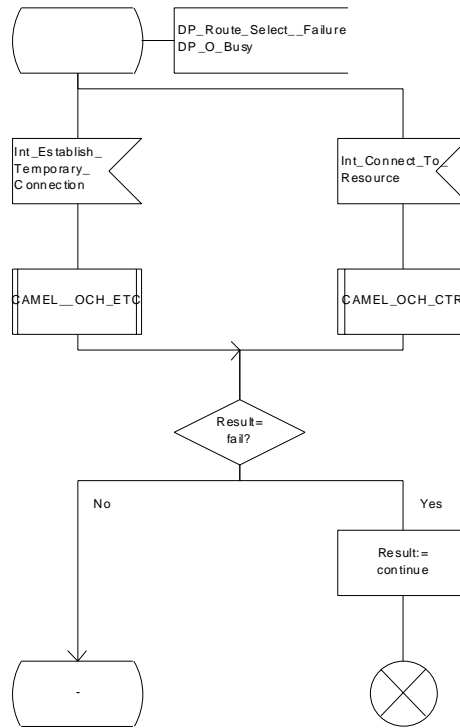 DP_Route_Select__Failure
DP_O_Busy
Int_Establish_
Temporary_
Connection
Int_Connect_To_
Resource
CAMEL__OCH_ETC
CAMEL_OCH_CTR
Result=
fail?
No
Yes
Result:=
continue
-